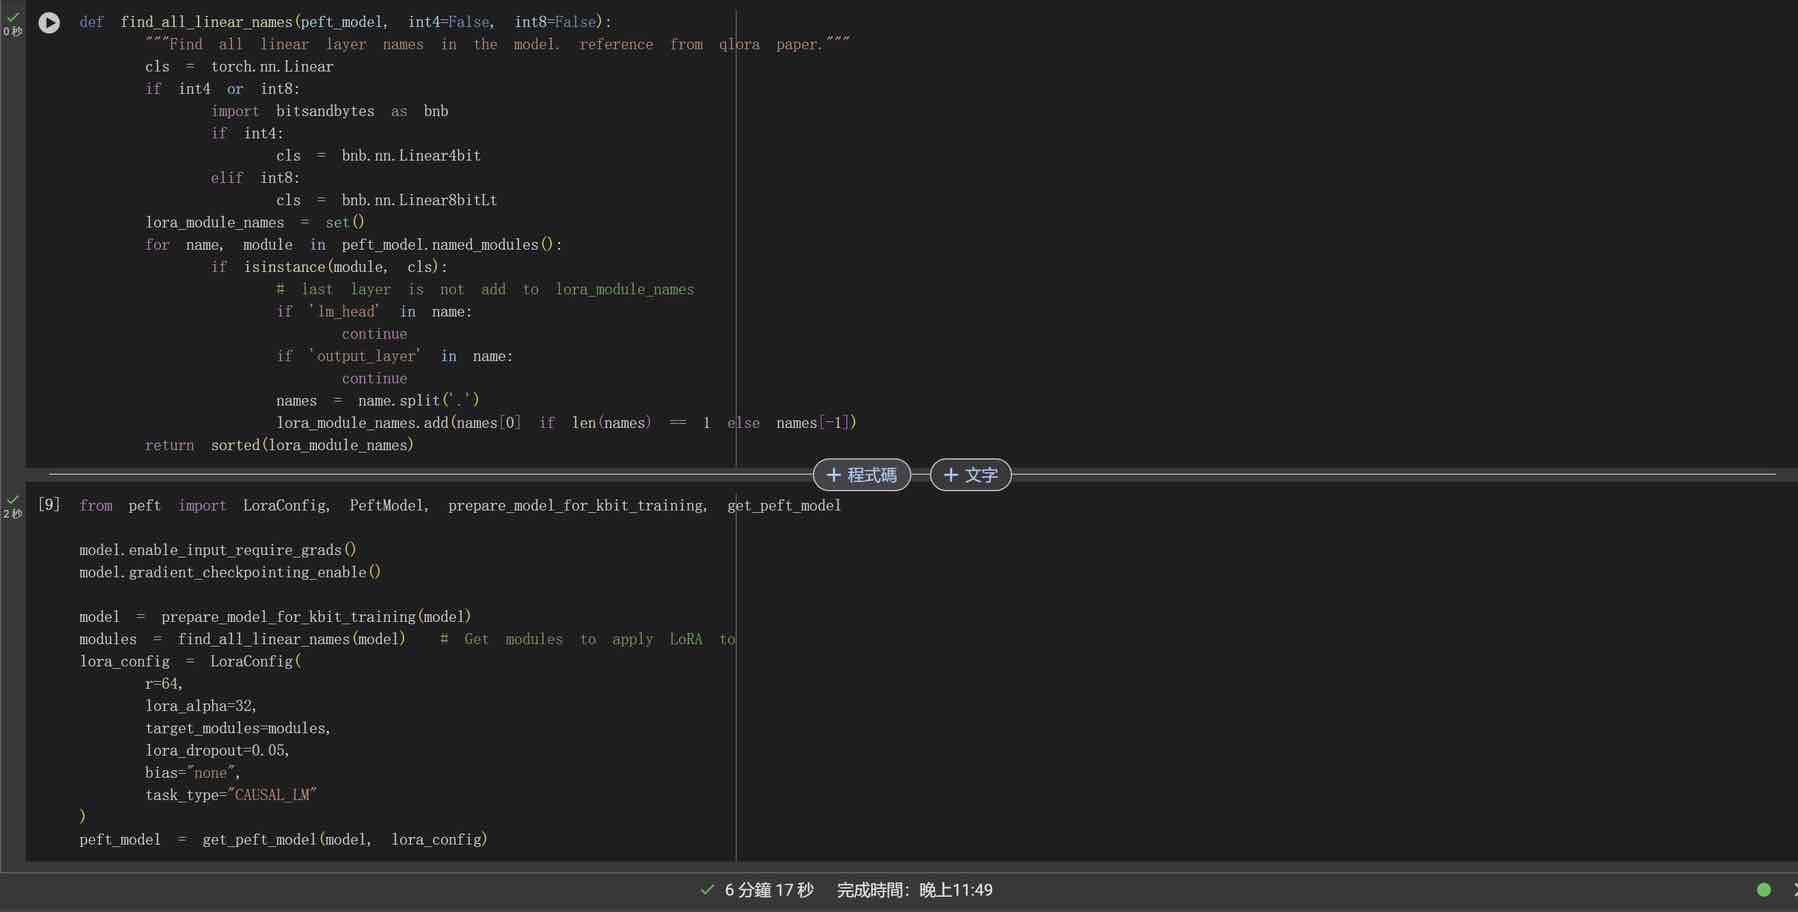 0秒
def find_all_linear_names(peft_model, int4=False, int8=False):
"""Find all linear layer names in the model. reference from qlora paper."""
cls = torch.nn.Linear
if int4 or int8:
import bitsandbytes as bnb
if int4:
cls = bnb.nn.Linear4bit
elif int8:
cls = bnb.nn.Linear8bitLt
lora_module_names = set()
for name, module in peft_model.named_modules():
if isinstance(module, cls):
# last layer is not add to lora_module_names
if 'lm_head' in name:
continue
if 'output_layer' in name:
continue
names = name.split('.')
lora_module_names.add(names[0] if len(names) == 1 else names[-1])
return sorted(lora_module_names)
+ 程式碼 + 文字
2秒
[9] from peft import LoraConfig, PeftModel, prepare_model_for_kbit_training, get_peft_model
model.enable_input_require_grads()
model.gradient_checkpointing_enable()
model = prepare_model_for_kbit_training(model)
modules = find_all_linear_names(model) # Get modules to apply LoRA to
lora_config = LoraConfig(
r=64,
lora_alpha=32,
target_modules=modules,
lora_dropout=0.05,
bias="none",
task_type="CAUSAL_LM"
)
peft_model = get_peft_model(model, lora_config)
6 分鐘 17 秒 完成時間：晚上11:49